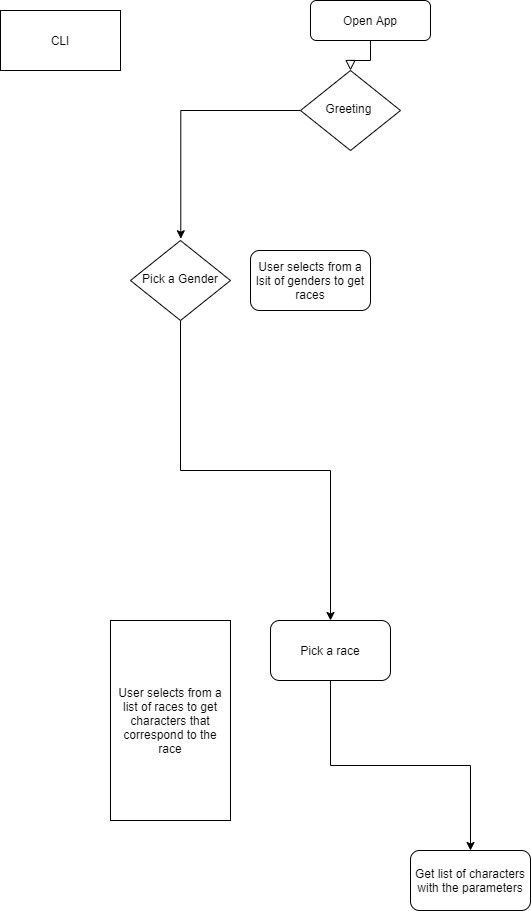 Open App
CLI
Greeting
Pick a Gender
User selects from a
lsit of genders to get
races
Pick a race
User selects from a
list of races to get
characters that
correspond to the
race
Get list of characters
with the parameters